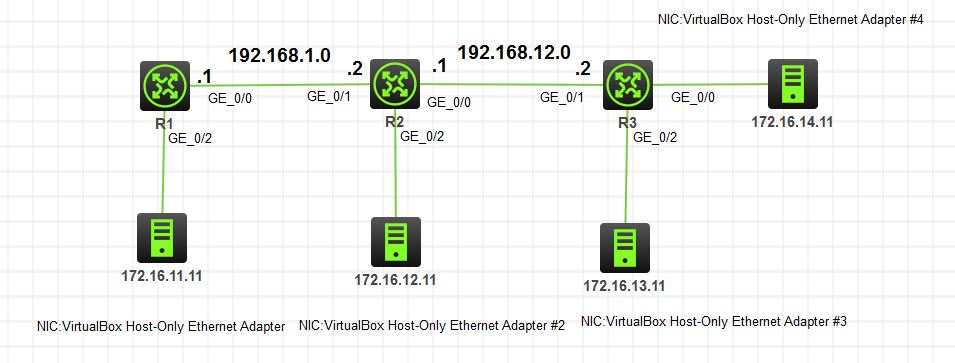 NIC:VirtualBox Host-Only Ethernet Adapter #4
192.168.1.0
192.168.12.0
.1
.2
.1
.2
GE_0/0
GE_0/1
GE_0/0
GE_0/1
GE_0/0
R1
R2
R3
172.16.14.11
GE_0/2
GE_0/2
GE_0/2
172.16.11.11
172.16.12.11
172.16.13.11
NIC:VirtualBox Host-Only Ethernet Adapter
NIC:VirtualBox Host-Only Ethernet Adapter #2
NIC:VirtualBox Host-Only Ethernet Adapter #3